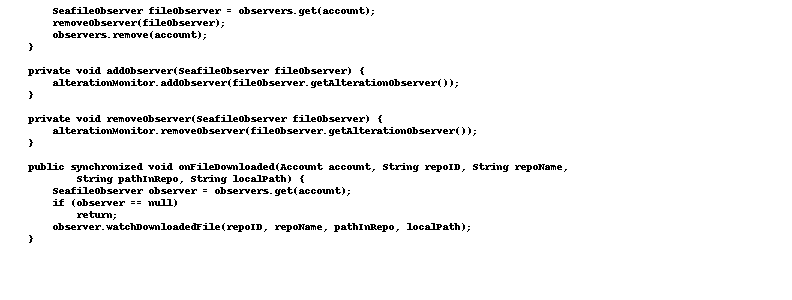 SeafileObserver fileObserver = observers.get(account);
removeObserver(fileObserver);
observers.remove(account);
}
private void addObserver(SeafileObserver fileObserver) {
alterationMonitor.addObserver(fileObserver.getAlterationObserver());
}
private void removeObserver(SeafileObserver fileObserver) {
alterationMonitor.removeObserver(fileObserver.getAlterationObserver());
}
public synchronized void onFileDownloaded(Account account, String repoID, String repoName,
String pathInRepo, String localPath) {
SeafileObserver observer = observers.get(account);
if (observer == null)
return;
observer.watchDownloadedFile(repoID, repoName, pathInRepo, localPath);
}